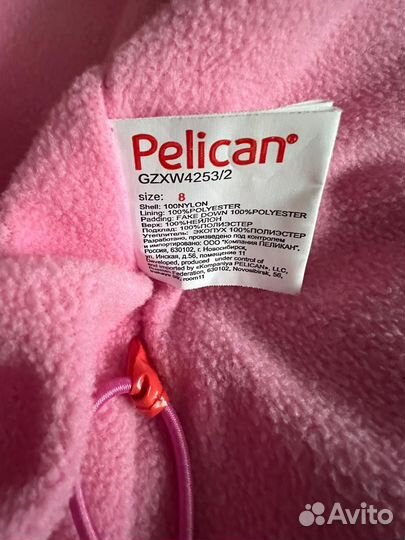 Pelican®
GZXW4253/2
size: 8
Shell: 100NYLON
Lining: 100%POLYESTER
Padding: FAKE DOWN 100%POLYESTER
Верх: 100%НЕЙЛОН
Подклад: 100%ПОЛИЭСТЕР
Утеплитель: ЭКОПУХ 100%ПОЛИЭСТЕР
Разработано, произведено под контролем
и импортировано: ООО "Компания ПЕЛИКАН",
Россия, 630102, г. Новосибирск,
ул. Инская, д.56, помещение 11
Developed, produced under control of
and imported by «Kompaniya PELICAN», LLC,
Federation, 630102, Novosibirsk, 56,
room11
Avito